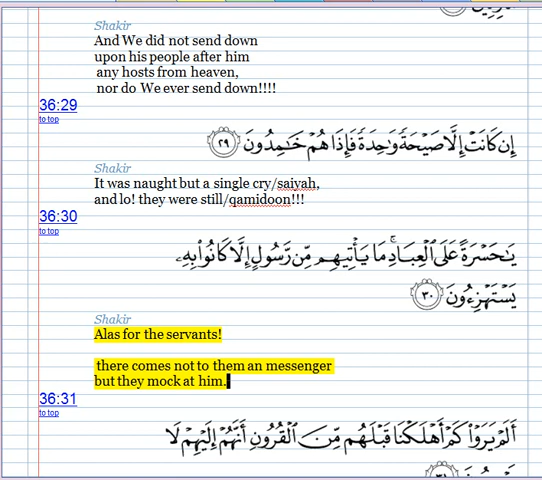 Shakir
And We did not send down
upon his people after him
any hosts from heaven,
nor do We ever send down!!!!
36:29
to top
إِن كَانَتْ إِلَّا صَيْحَةً وَاحِدَةً فَإِذَا هُمْ خَامِدُونَ ٢٩
Shakir
It was naught but a single cry/saiyah,
and lo! they were still/qamidoon!!!
36:30
to top
يَاحَسْرَةً عَلَى الْعِبَادِ ۚ مَا يَأْتِيهِم مِّن رَّسُولٍ إِلَّا كَانُوا بِهِ
يَسْتَهْزِءُونَ ٣٠
Shakir
Alas for the servants!
there comes not to them an messenger
but they mock at him.
36:31
to top
أَلَمْ يَرَوْا كَمْ أَهْلَكْنَا قَبْلَهُم مِّنَ الْقُرُونِ أَنَّهُمْ إِلَيْهِمْ لَا